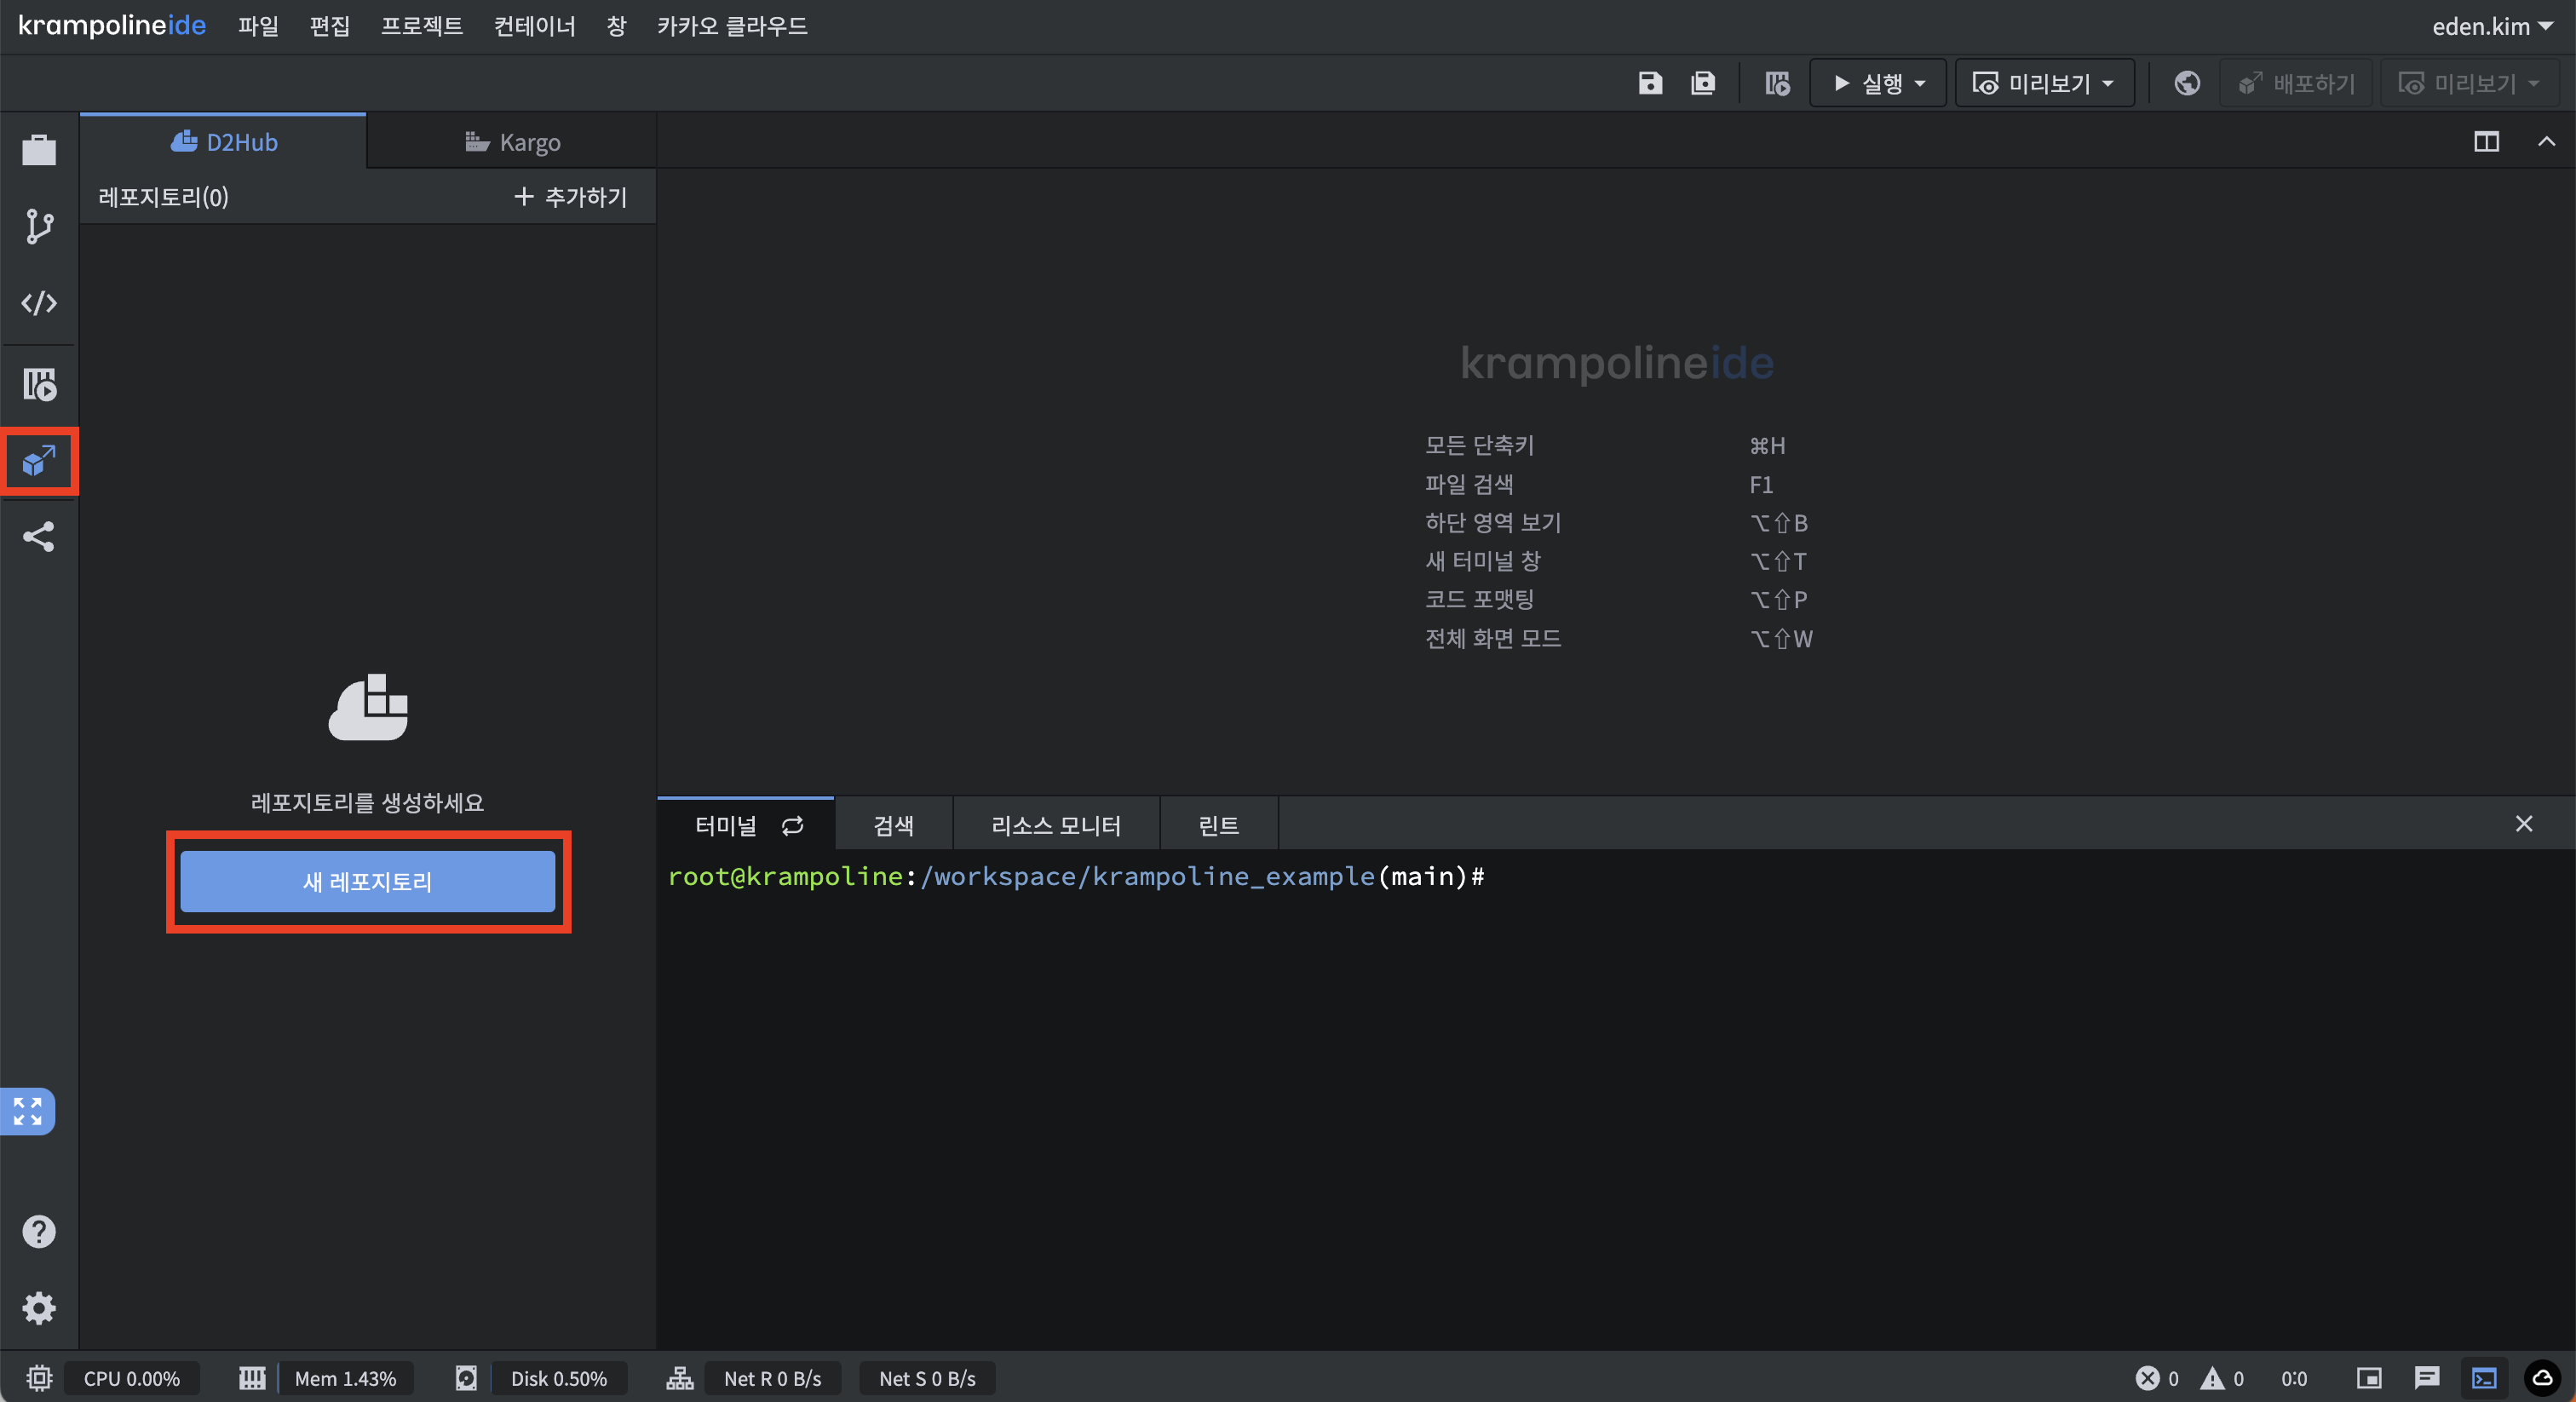 krampolineide 파일 편집 프로젝트 컨테이너 창 카카오 클라우드 eden.kim
실행 미리보기 배포하기 미리보기
D2Hub Kargo
레포지토리(0) + 추가하기
krampolineide
모든 단축키 ⌘H
파일 검색 F1
하단 영역 보기 ⌥⇧B
새 터미널 창 ⌥⇧T
코드 포맷팅 ⌥⇧P
전체 화면 모드 ⌥⇧W
레포지토리를 생성하세요
새 레포지토리
터미널 검색 리소스 모니터 린트
root@krampoline:/workspace/krampoline_example(main)#
CPU 0.00% Mem 1.43% Disk 0.50% Net R 0 B/s Net S 0 B/s 0 0 0:0